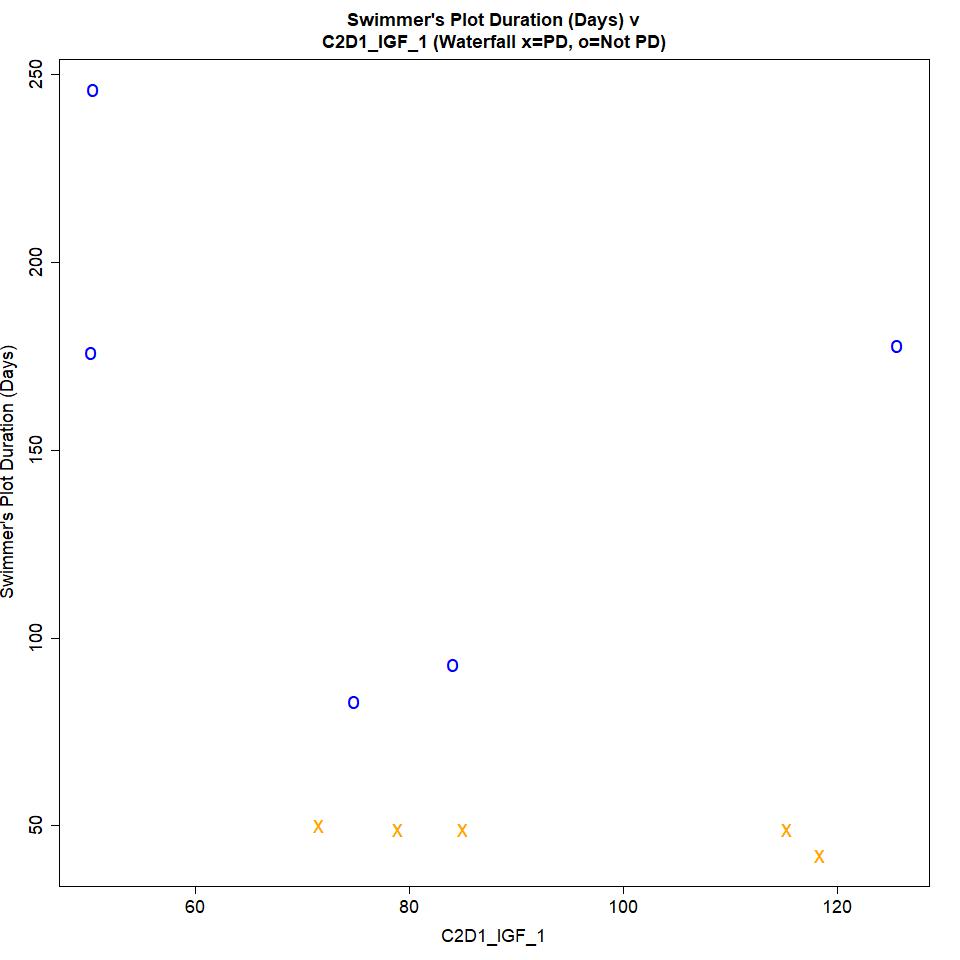 Swimmer's Plot Duration (Days) v
C2D1_IGF_1 (Waterfall x=PD, o=Not PD)
Swimmer's Plot Duration (Days)
250
200
150
100
50
O
O
O
O
O
X
X
X
X
X
60
80
100
120
C2D1_IGF_1